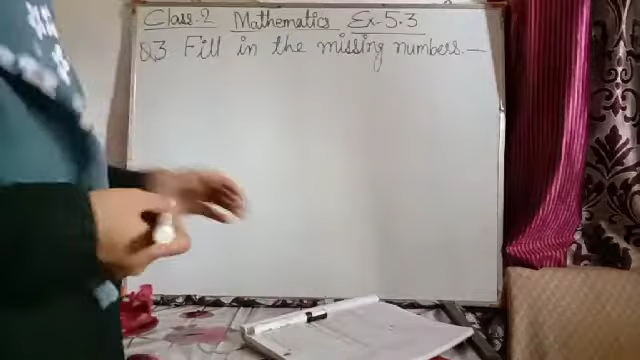 Class-2 Mathematics Ex-5.3
Q3 Fill in the missing numbers.—